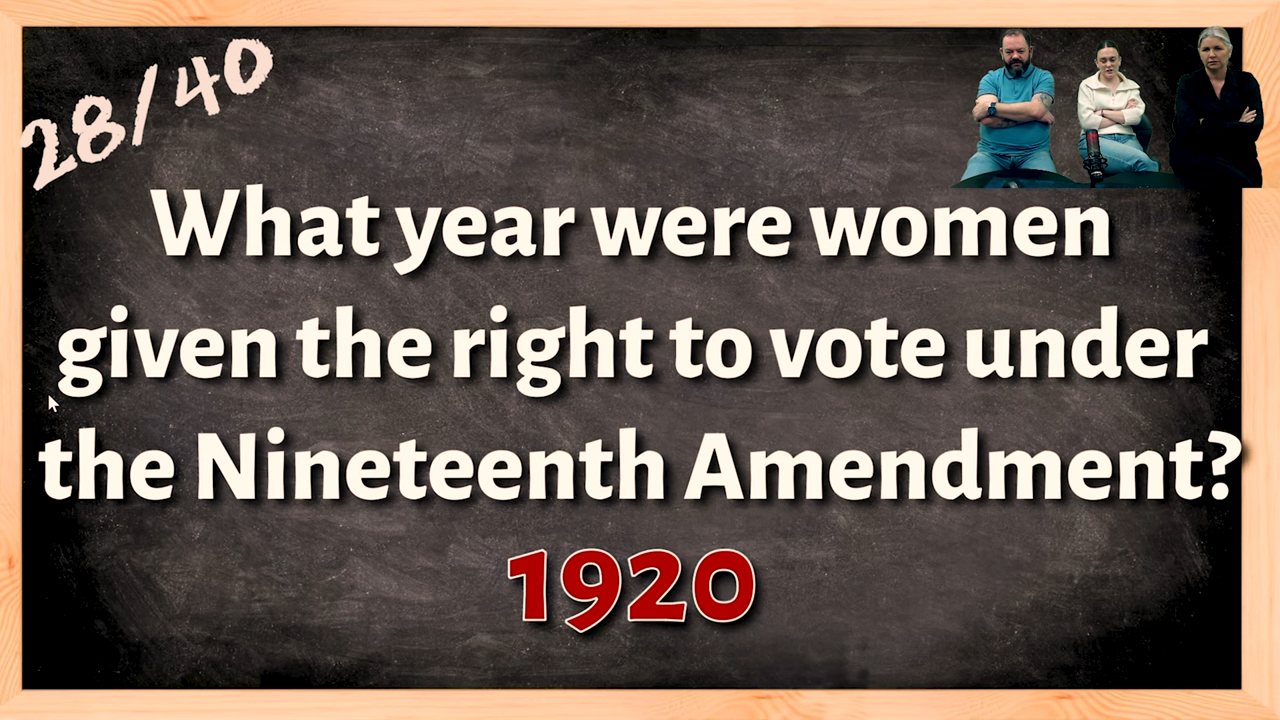 28/40
What year were women
given the right to vote under
the Nineteenth Amendment?
1920